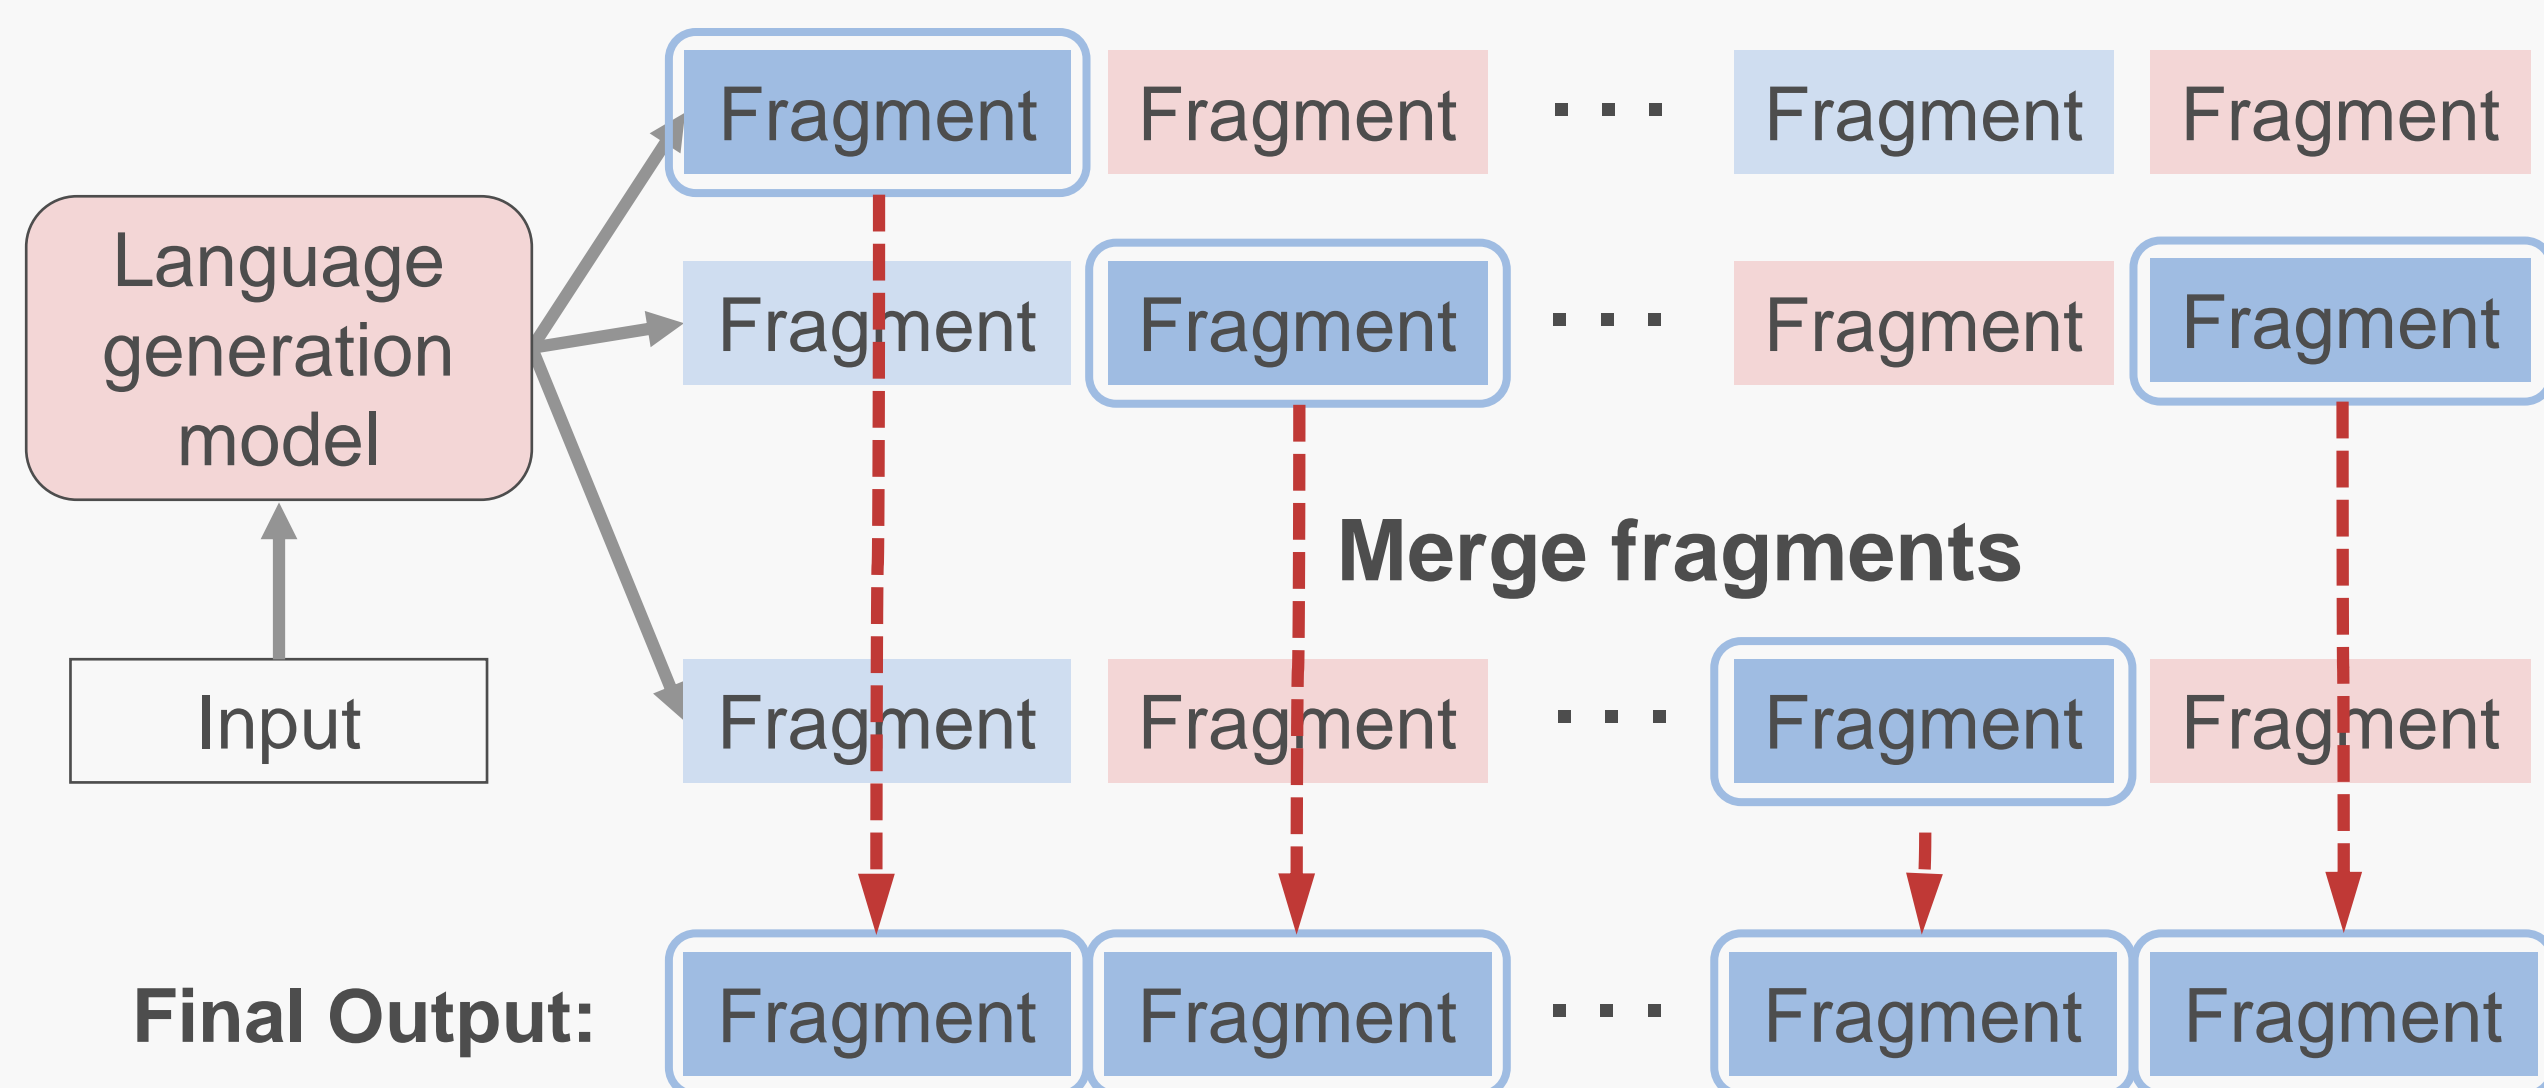 Fragment Fragment . . . Fragment Fragment
Language
generation
model
Fragment Fragment . . . Fragment Fragment
Merge fragments
Input
Fragment Fragment . . . Fragment Fragment
Final Output: Fragment Fragment . . . Fragment Fragment